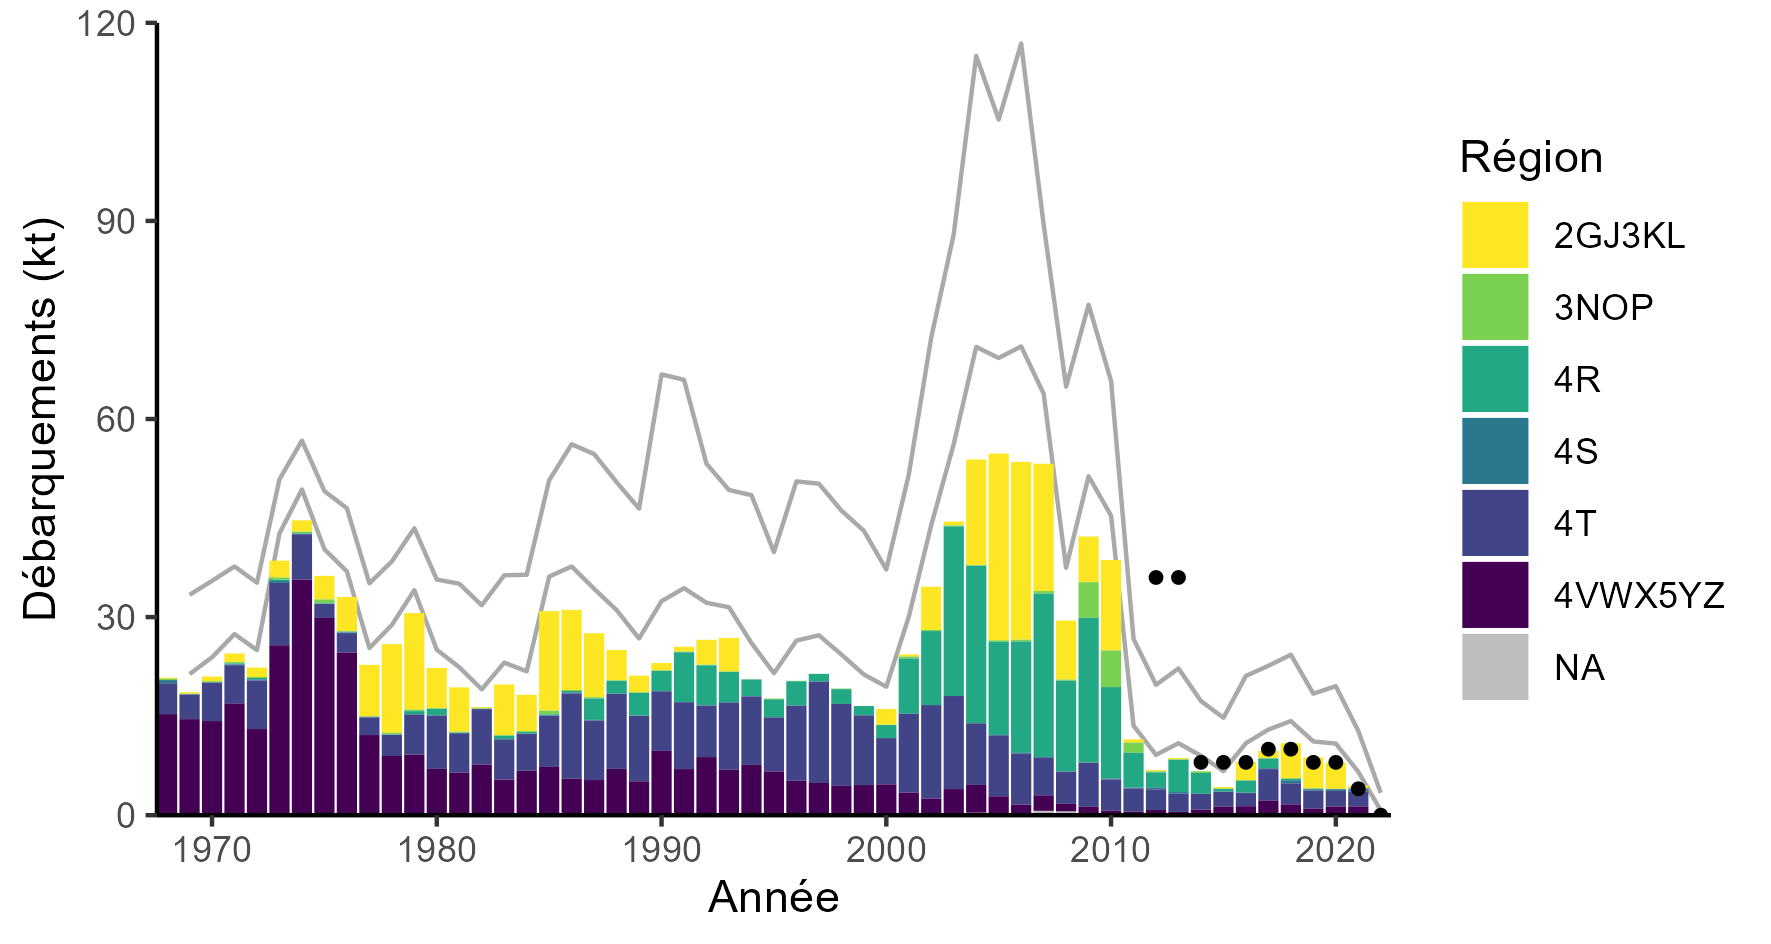 Débarquements (kt)
120
90
60
30
0
1970 1980 1990 2000 2010 2020
Année
Région
2GJ3KL
3NOP
4R
4S
4T
4VWX5YZ
NA